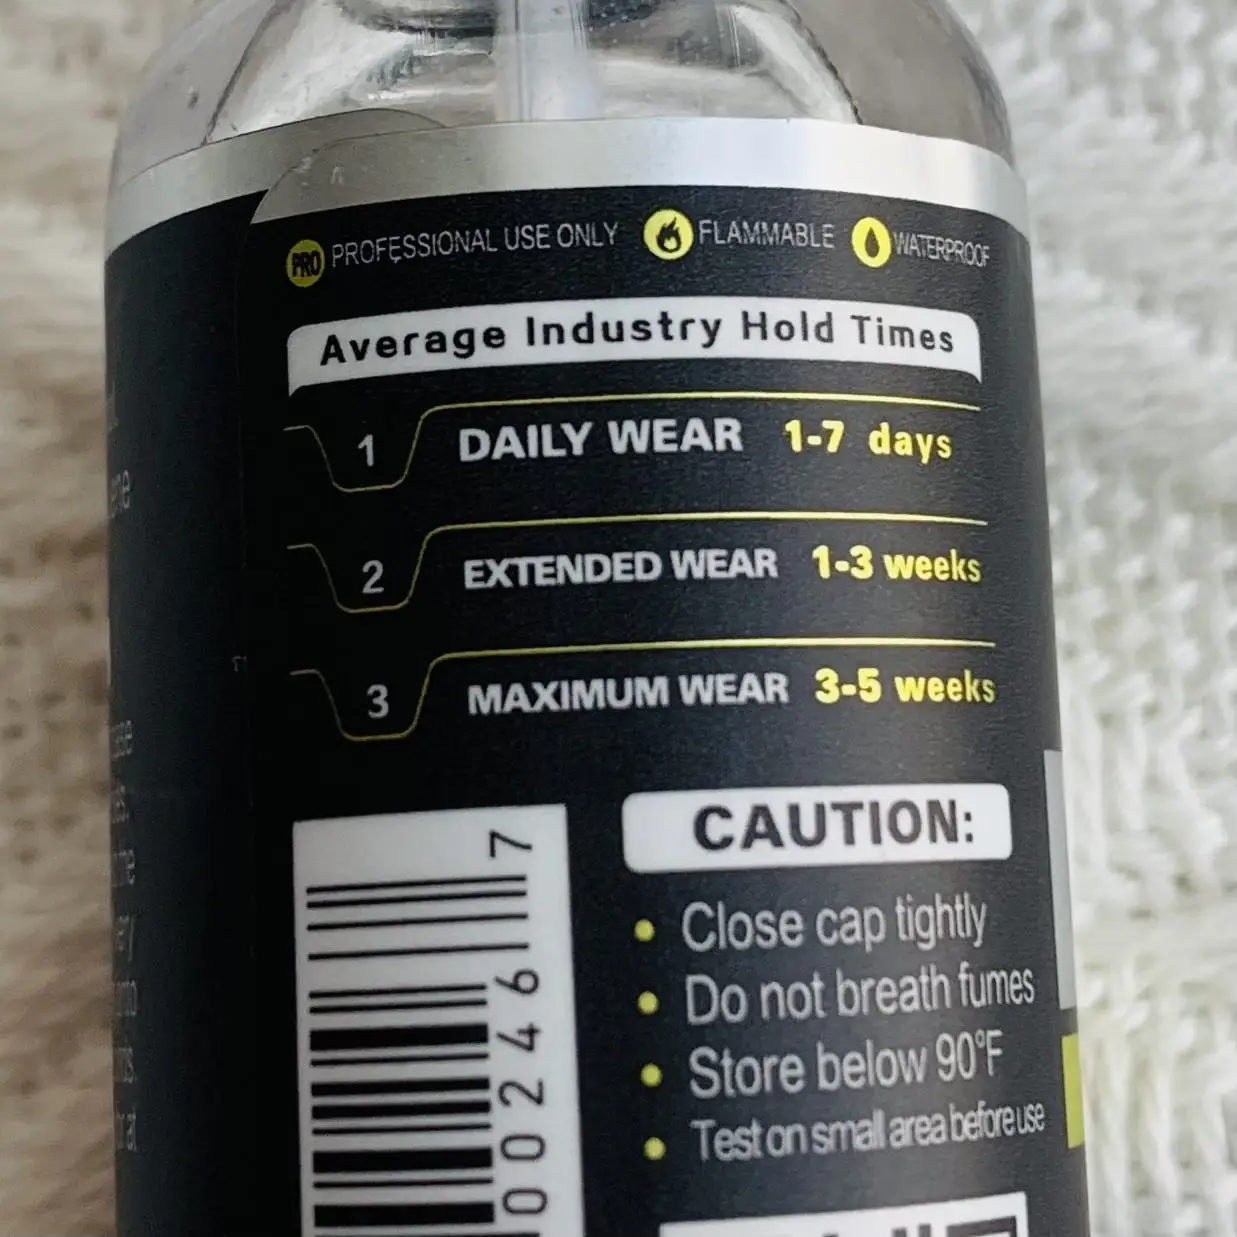 PRO PROFESSIONAL USE ONLY FLAMMABLE WATERPROOF
Average Industry Hold Times
1 DAILY WEAR 1-7 days
2 EXTENDED WEAR 1-3 weeks
3 MAXIMUM WEAR 3-5 weeks
CAUTION:
• Close cap tightly
• Do not breath fumes
• Store below 90°F
• Test on small area before use
00246 7